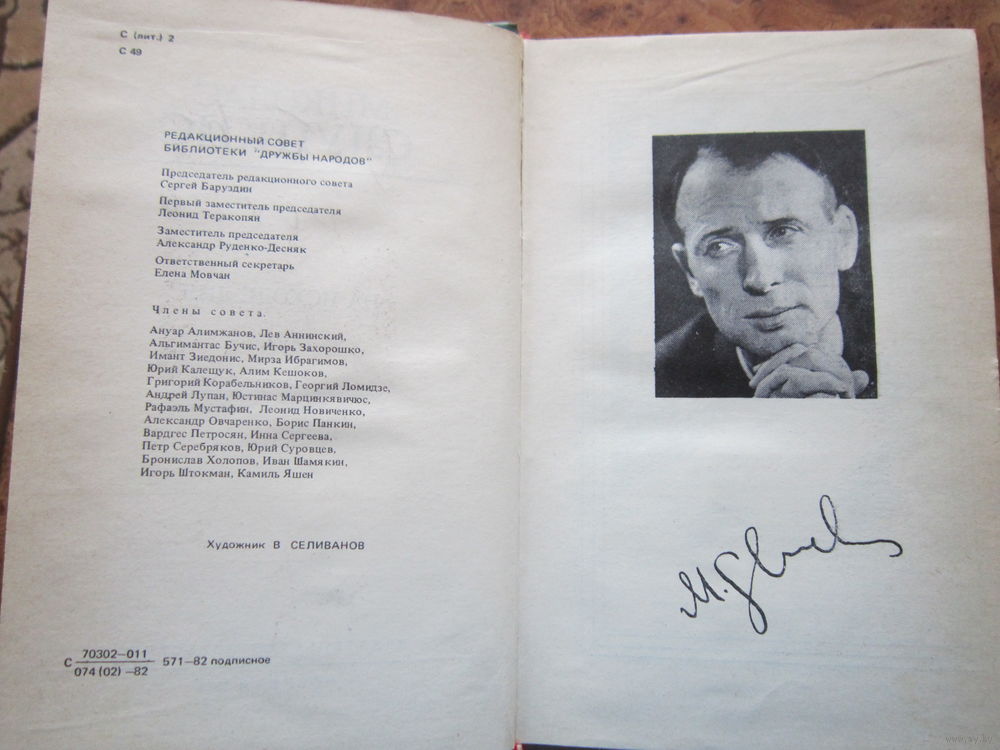 С (лит.) 2
С 49
РЕДАКЦИОННЫЙ СОВЕТ
БИБЛИОТЕКИ "ДРУЖБЫ НАРОДОВ"
Председатель редакционного совета
Сергей Баруздин
Первый заместитель председателя
Леонид Теракопян
Заместитель председателя
Александр Руденко-Десняк
Ответственный секретарь
Елена Мовчан
Члены совета.
Ануар Алимжанов, Лев Аннинский,
Альгимантас Бучис, Игорь Захорошко,
Имант Зиедонис, Мирза Ибрагимов,
Юрий Калещук, Алим Кешоков,
Григорий Корабельников, Георгий Ломидзе,
Андрей Лупан, Юстинас Марцинкявичюс,
Рафаэль Мустафин, Леонид Новиченко,
Александр Овчаренко, Борис Панкин,
Вардгес Петросян, Инна Сергеева,
Петр Серебряков, Юрий Суровцев,
Бронислав Холопов, Иван Шамякин,
Игорь Штокман, Камиль Яшен
Художник В СЕЛИВАНОВ
С 70302—011
074 (02) —82 571—82 подписное
М.